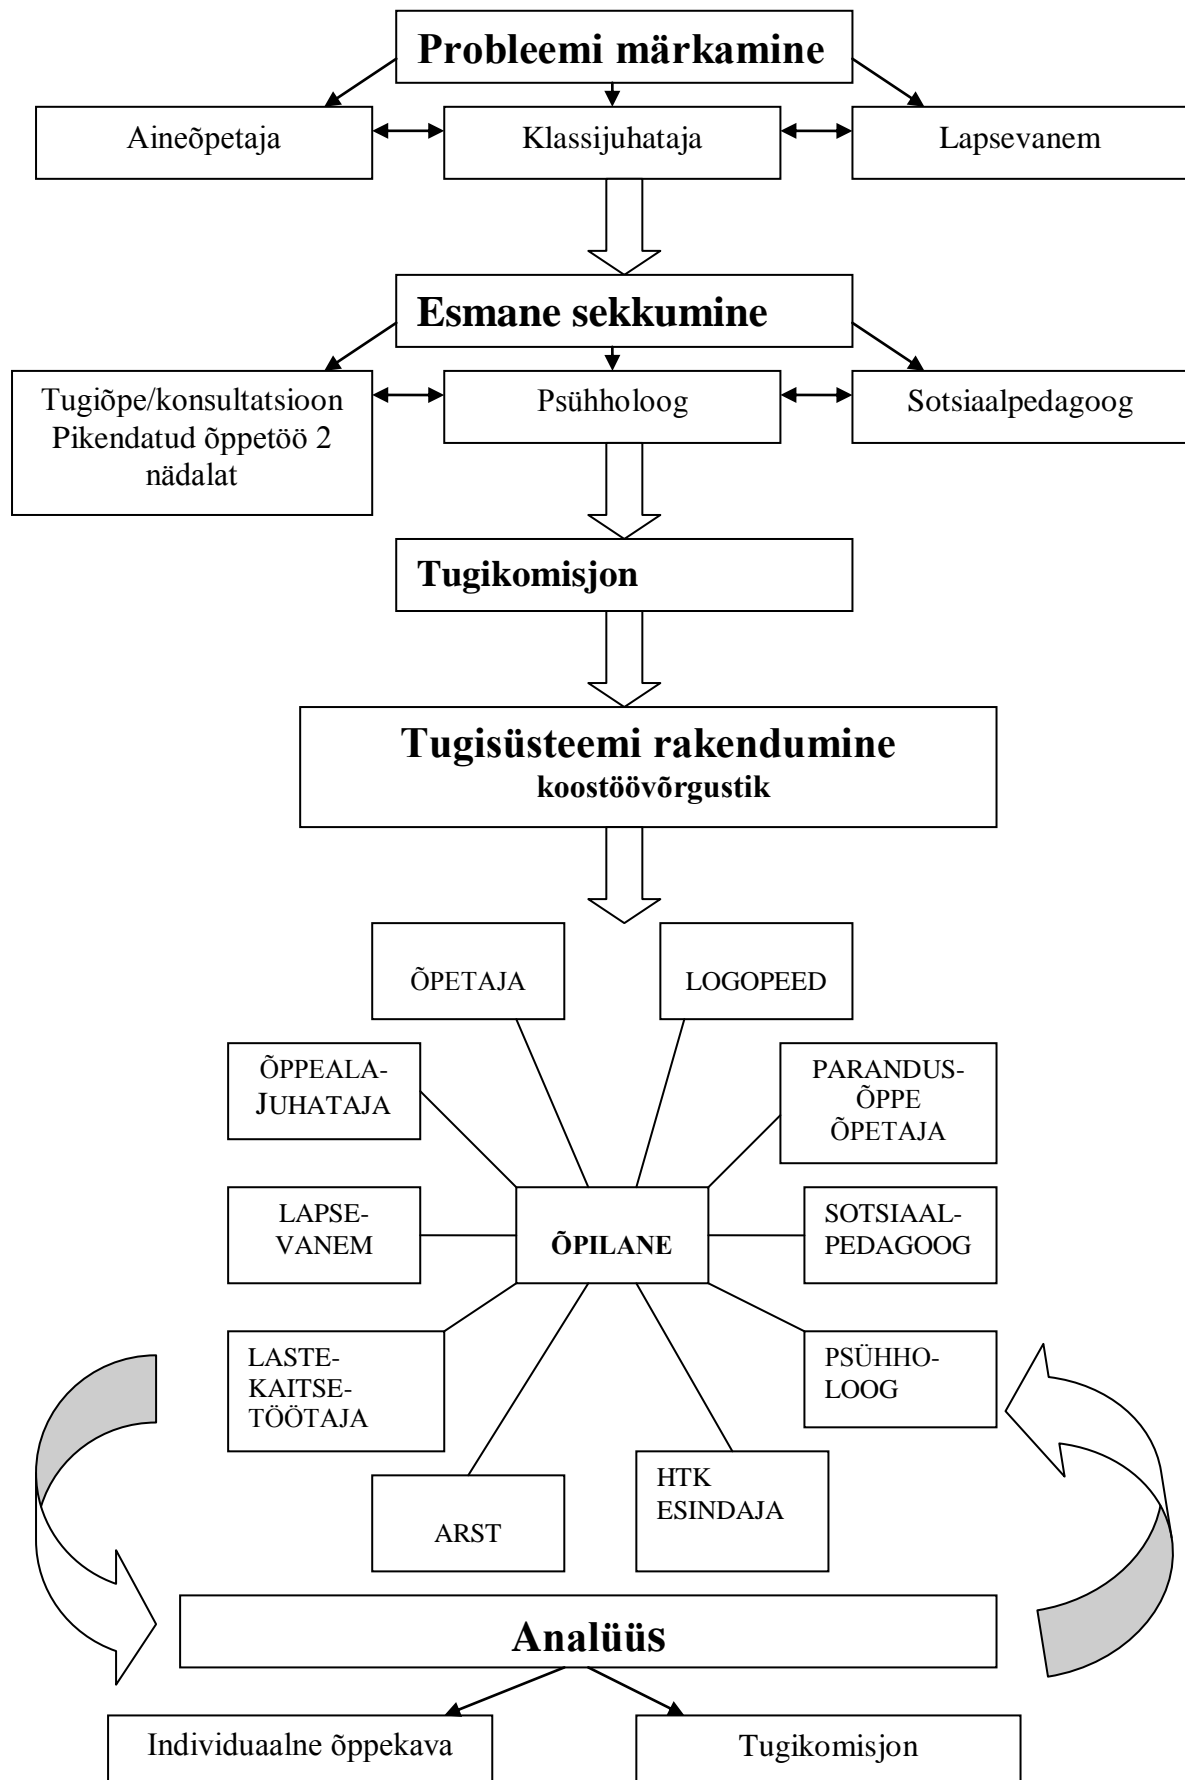 Probleemi märkamine
Aineõpetaja
Klassijuhataja
Lapsevanem
Esmane sekkumine
Tugiõpe/konsultatsioon
Pikendatud õppetöö 2
nädalat
Psühholoog
Sotsiaalpedagoog
Tugikomisjon
Tugisüsteemi rakendumine
koostöövõrgustik
ÕPETAJA
LOGOPEED
ÕPPEALA-
JUHATAJA
PARANDUS-
ÕPPE
ÕPETAJA
LAPSE-
VANEM
ÕPILANE
SOTSIAAL-
PEDAGOOG
LASTE-
KAITSE-
TÖÖTAJA
PSÜHHO-
LOOG
ARST
HTK
ESINDAJA
Analüüs
Individuaalne õppekava
Tugikomisjon